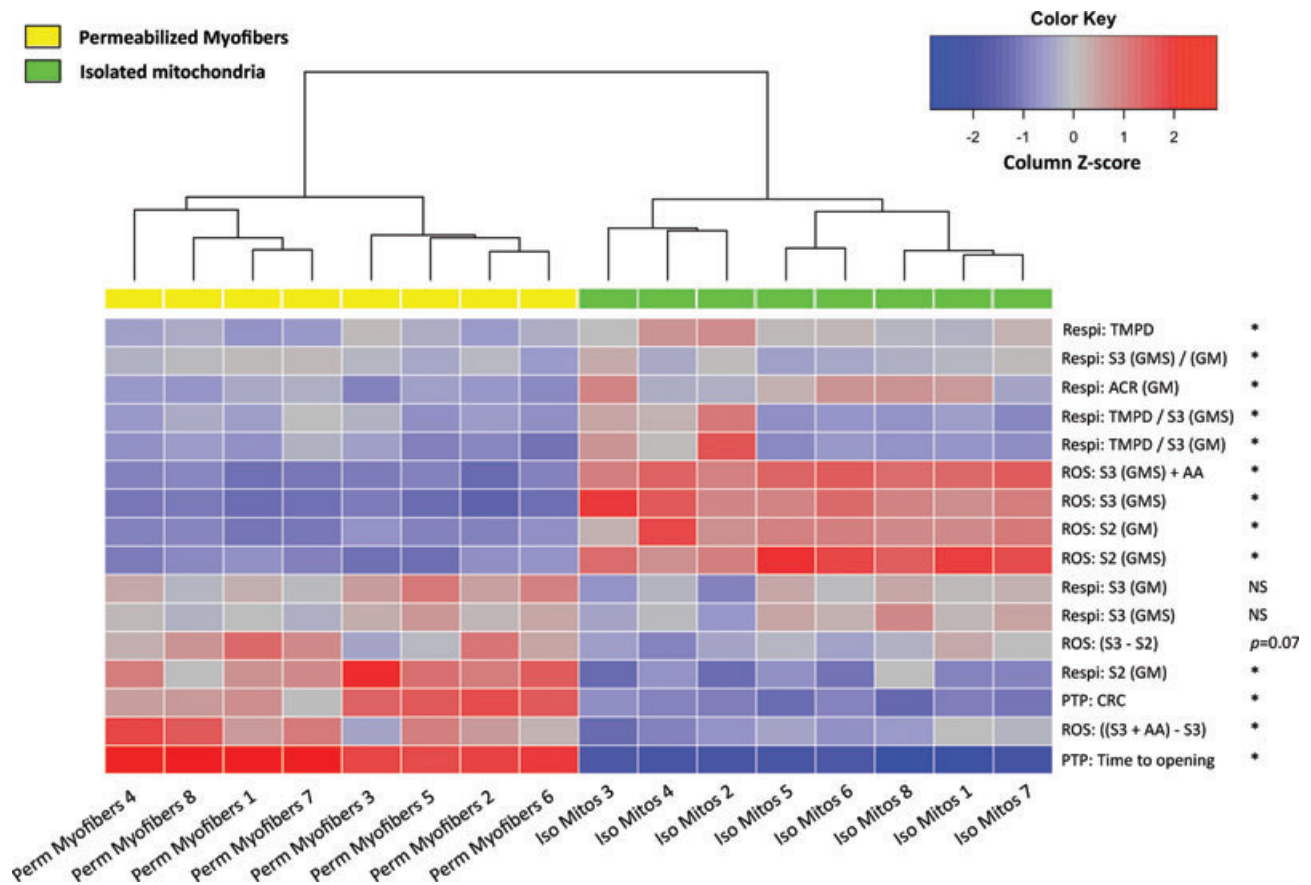 Permeabilized Myofibers
Isolated mitochondria
Color Key
-2 -1 0 1 2
Column Z-score
Respi: TMPD *
Respi: S3 (GMS) / (GM) *
Respi: ACR (GM) *
Respi: TMPD / S3 (GMS) *
Respi: TMPD / S3 (GM) *
ROS: S3 (GMS) + AA *
ROS: S3 (GMS) *
ROS: S2 (GM) *
ROS: S2 (GMS) *
Respi: S3 (GM) NS
Respi: S3 (GMS) NS
ROS: (S3 - S2) p=0.07
Respi: S2 (GM) *
PTP: CRC *
ROS: ((S3 + AA) - S3) *
PTP: Time to opening *
Perm Myofibers 4
Perm Myofibers 8
Perm Myofibers 1
Perm Myofibers 7
Perm Myofibers 3
Perm Myofibers 5
Perm Myofibers 2
Perm Myofibers 6
Iso Mitos 3
Iso Mitos 4
Iso Mitos 2
Iso Mitos 5
Iso Mitos 6
Iso Mitos 8
Iso Mitos 1
Iso Mitos 7